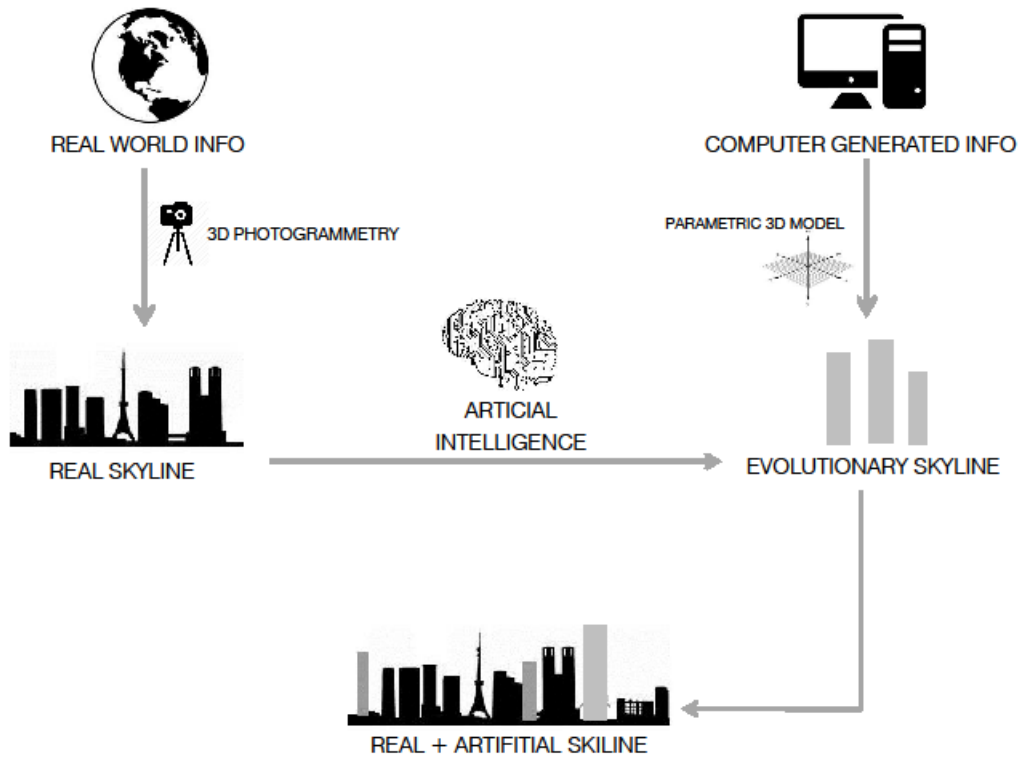 REAL WORLD INFO
COMPUTER GENERATED INFO
3D PHOTOGRAMMETRY
PARAMETRIC 3D MODEL
ARTICIAL
INTELLIGENCE
REAL SKYLINE
EVOLUTIONARY SKYLINE
REAL + ARTIFITIAL SKILINE